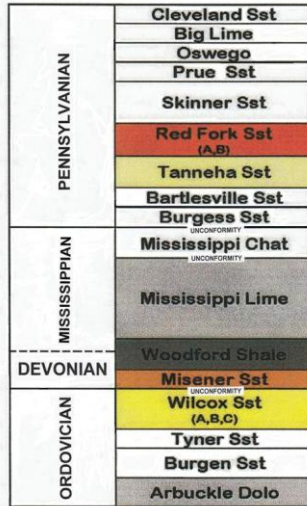 PENNSYLVANIAN
Cleveland Sst
Big Lime
Oswego
Prue Sst
Skinner Sst
Red Fork Sst
(A,B)
Tanneha Sst
Bartlesville Sst
Burgess Sst
UNCONFORMITY
MISSISSIPPIAN
Mississippi Chat
UNCONFORMITY
Mississippi Lime
Woodford Shale
DEVONIAN
Misener Sst
UNCONFORMITY
ORDOVICIAN
Wilcox Sst
(A,B,C)
Tyner Sst
Burgen Sst
Arbuckle Dolo